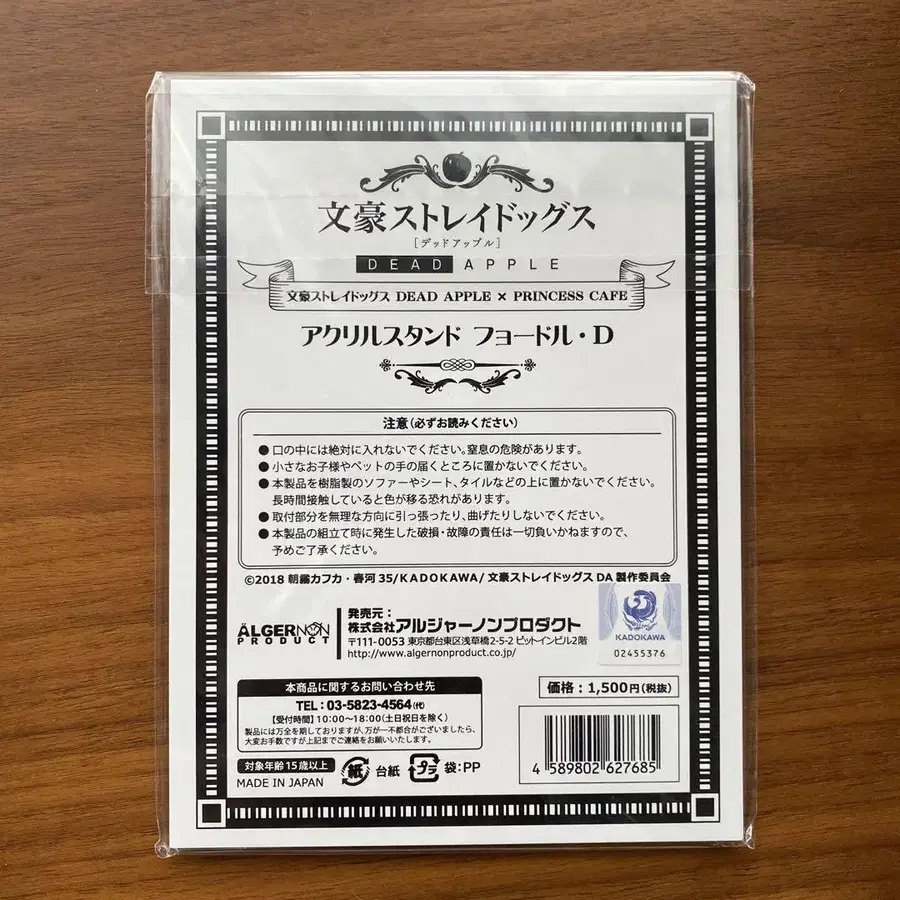 文豪ストレイドッグス
[デッドアップル]
DEAD APPLE
文豪ストレイドッグス DEAD APPLE × PRINCESS CAFE
アクリルスタンド フョードル・D
注意(必ずお読みください)
●口の中には絶対に入れないでください。窒息の危険があります。
●小さなお子様やペットの手の届くところに置かないでください。
●本製品を樹脂製のソファーやシート、タイルなどの上に置かないでください。
長時間接触していると色が移る恐れがあります。
●取付部分を無理な方向に引っ張ったり、曲げたりしないでください。
●本製品の組立て時に発生した破損・故障の責任は一切負いかねますので、
予めご了承ください。
©2018 朝霧カフカ・春河35/KADOKAWA/文豪ストレイドッグスDA製作委員会
ÄLGERNON
PRODUCT
発売元:
株式会社アルジャーノンプロダクト
〒111-0053 東京都台東区浅草橋2-5-2 ビットインビル2階
http://www.algernonproduct.co.jp/
KADOKAWA
02455376
本商品に関するお問い合わせ先
TEL:03-5823-4564(代)
【受付時間】10:00~18:00(土日祝日を除く)
製品には万全を期しておりますが、万が一不都合がございましたら、
大変お手数ですが上記までご連絡をお願いいたします。
価格:1,500円(税抜)
対象年齢15歳以上
MADE IN JAPAN
紙 台紙
プラ 袋:PP
4 589802 627685